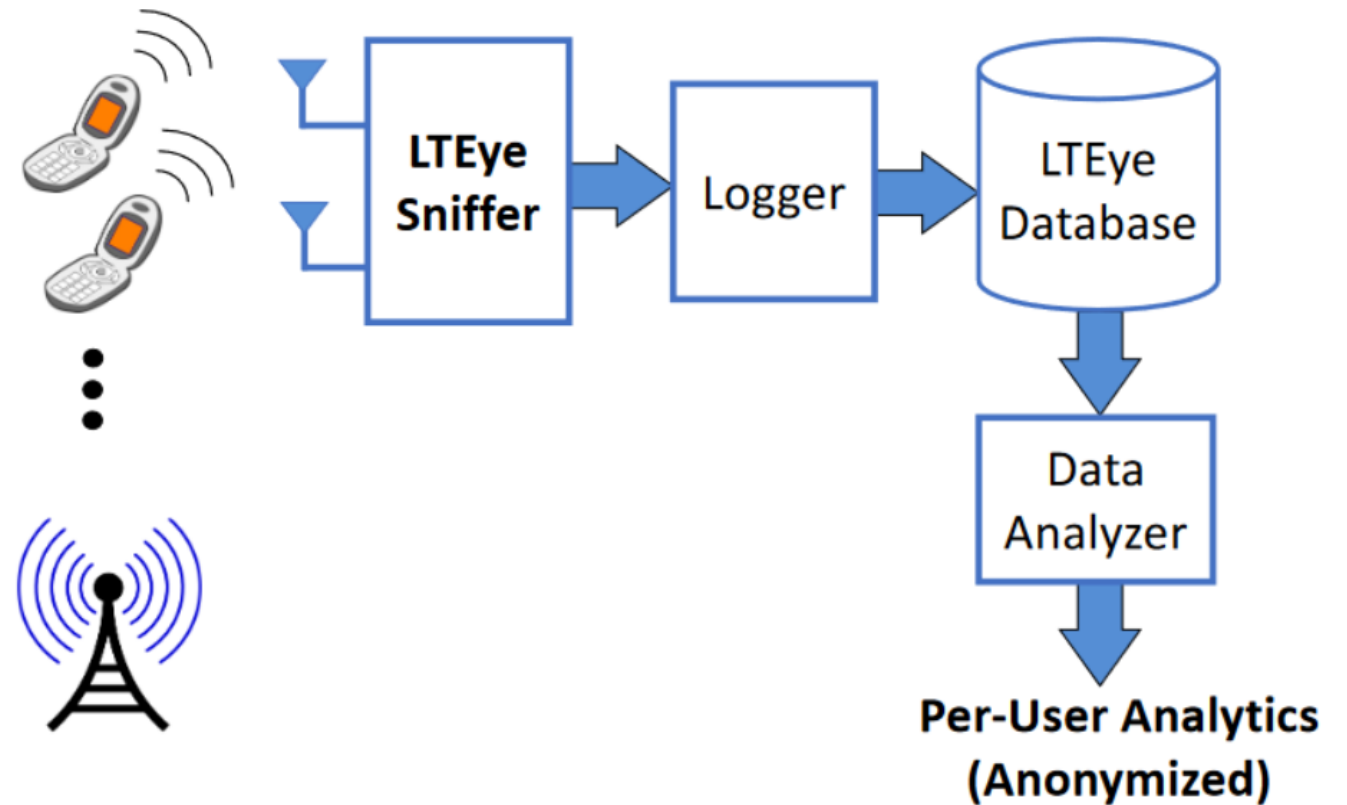 LTEye
Sniffer
Logger
LTEye
Database
Data
Analyzer
Per-User Analytics
(Anonymized)